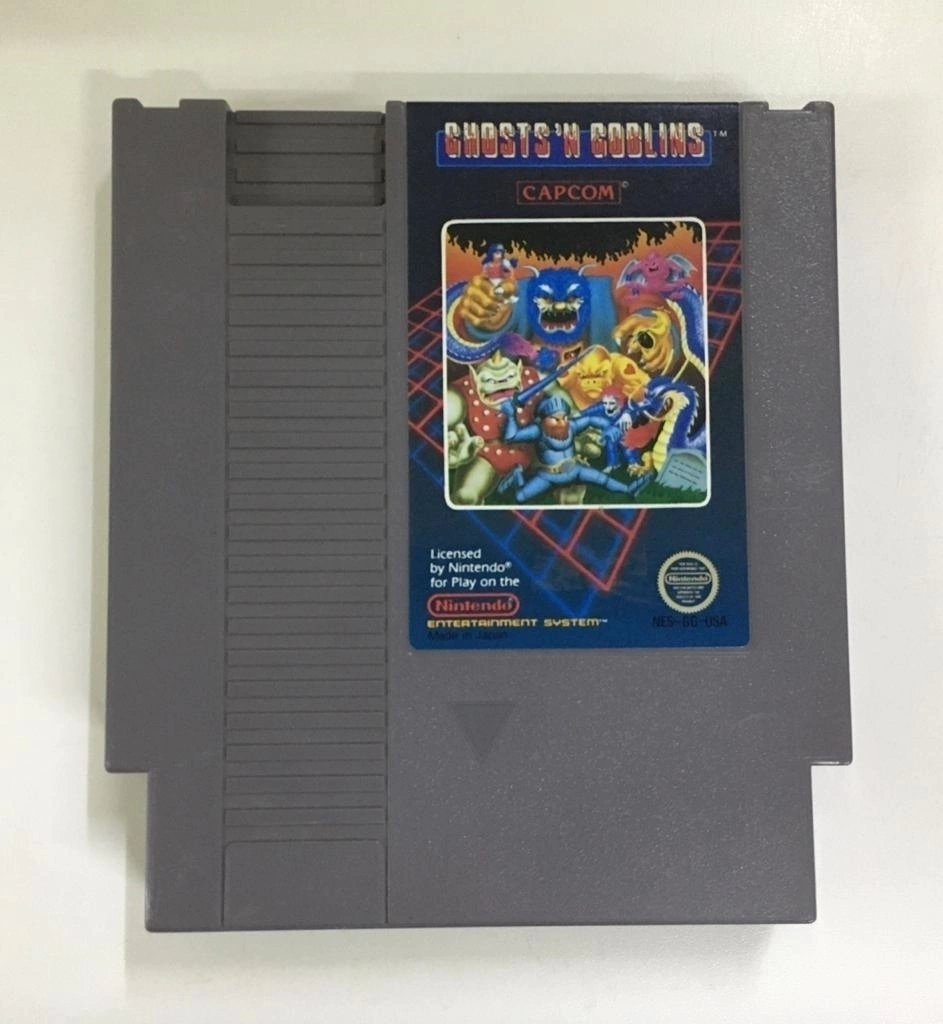 GHOSTS'N GOBLINS™
CAPCOM©
Licensed
by Nintendo®
for Play on the
Nintendo®
ENTERTAINMENT SYSTEM™
Made in Japan
Nintendo
NES-GG-USA